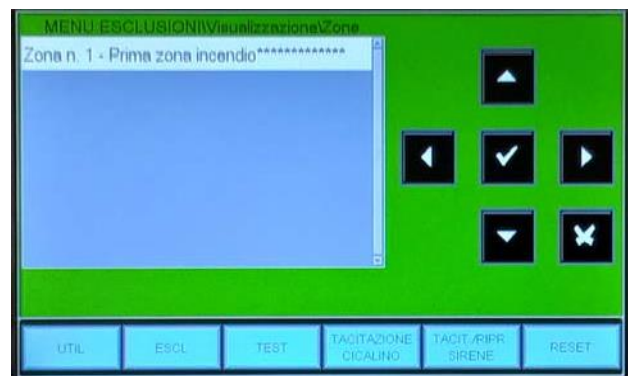 MENU ESCLUSIONI\Visualizzazione\Zone
Zona n. 1 - Prima zona incendio*************
UTIL
ESCL
TEST
TACITAZIONE
CICALINO
TACIT./RIPR.
SIRENE
RESET